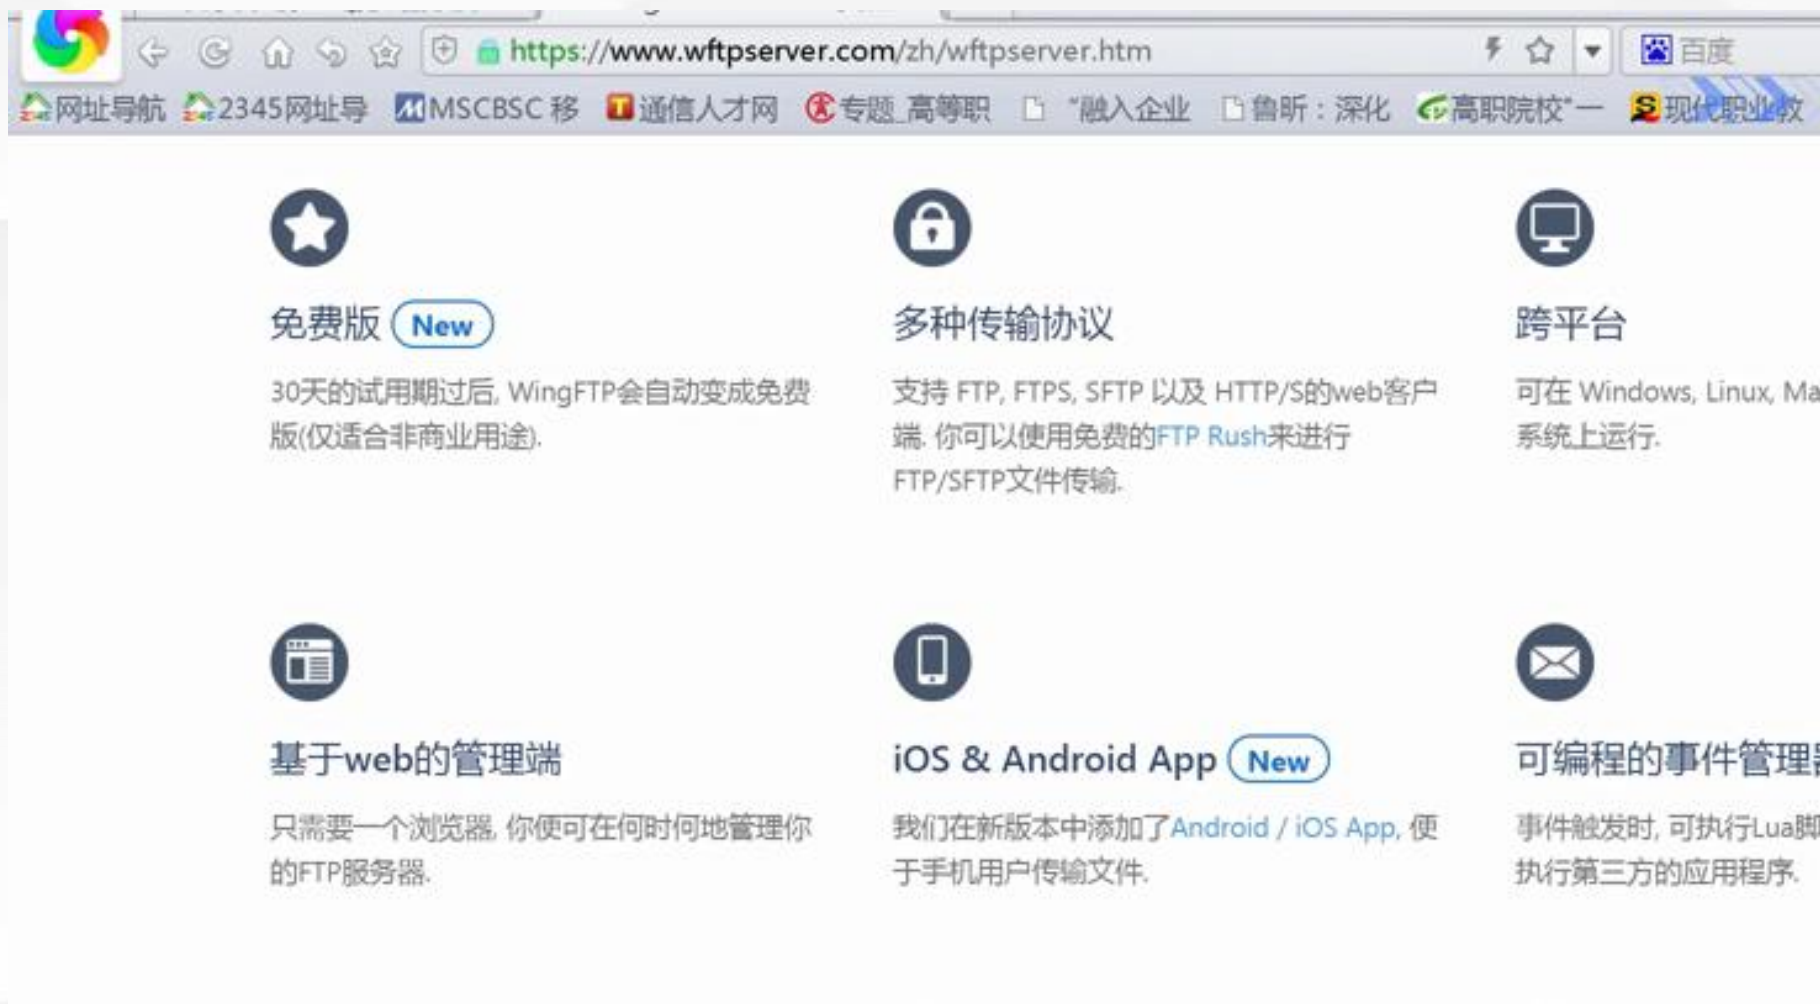 https://www.wftpserver.com/zh/wftpserver.htm 百度
网址导航 2345网址导 MSCBSC 移 通信人才网 专题_高等职 “融入企业 鲁昕：深化 高职院校"一 现代职业教
免费版 New
30天的试用期过后, WingFTP会自动变成免费
版(仅适合非商业用途).
多种传输协议
支持 FTP, FTPS, SFTP 以及 HTTP/S的web客户
端. 你可以使用免费的FTP Rush来进行
FTP/SFTP文件传输.
跨平台
可在 Windows, Linux, Ma
系统上运行.
基于web的管理端
只需要一个浏览器, 你便可在何时何地管理你
的FTP服务器.
iOS & Android App New
我们在新版本中添加了Android / iOS App, 便
于手机用户传输文件.
可编程的事件管理器
事件触发时, 可执行Lua脚
执行第三方的应用程序.